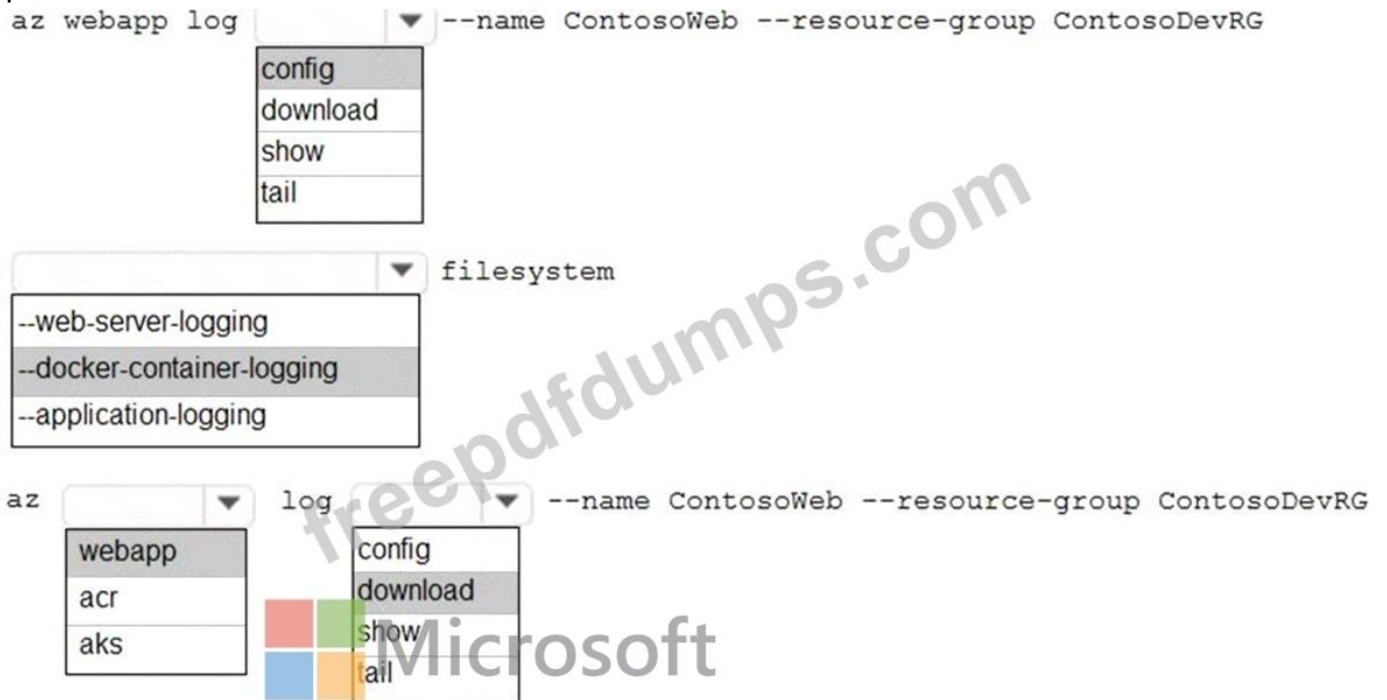 az webapp log --name ContosoWeb --resource-group ContosoDevRG
config
download
show
tail
filesystem
--web-server-logging
--docker-container-logging
--application-logging
az log --name ContosoWeb --resource-group ContosoDevRG
webapp
acr
aks
config
download
show
tail
Microsoft
freepdfdumps.com